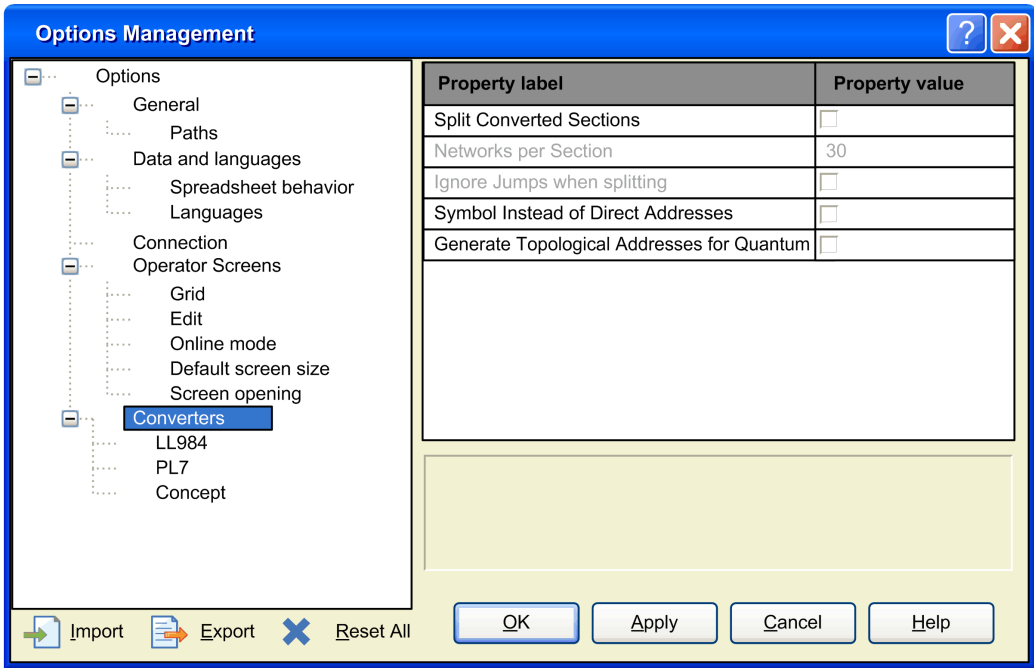 Options Management
?
Options
General
Paths
Data and languages
Spreadsheet behavior
Languages
Connection
Operator Screens
Grid
Edit
Online mode
Default screen size
Screen opening
Converters
LL984
PL7
Concept
Property label Property value
Split Converted Sections
Networks per Section 30
Ignore Jumps when splitting
Symbol Instead of Direct Addresses
Generate Topological Addresses for Quantum
Import Export Reset All
OK Apply Cancel Help